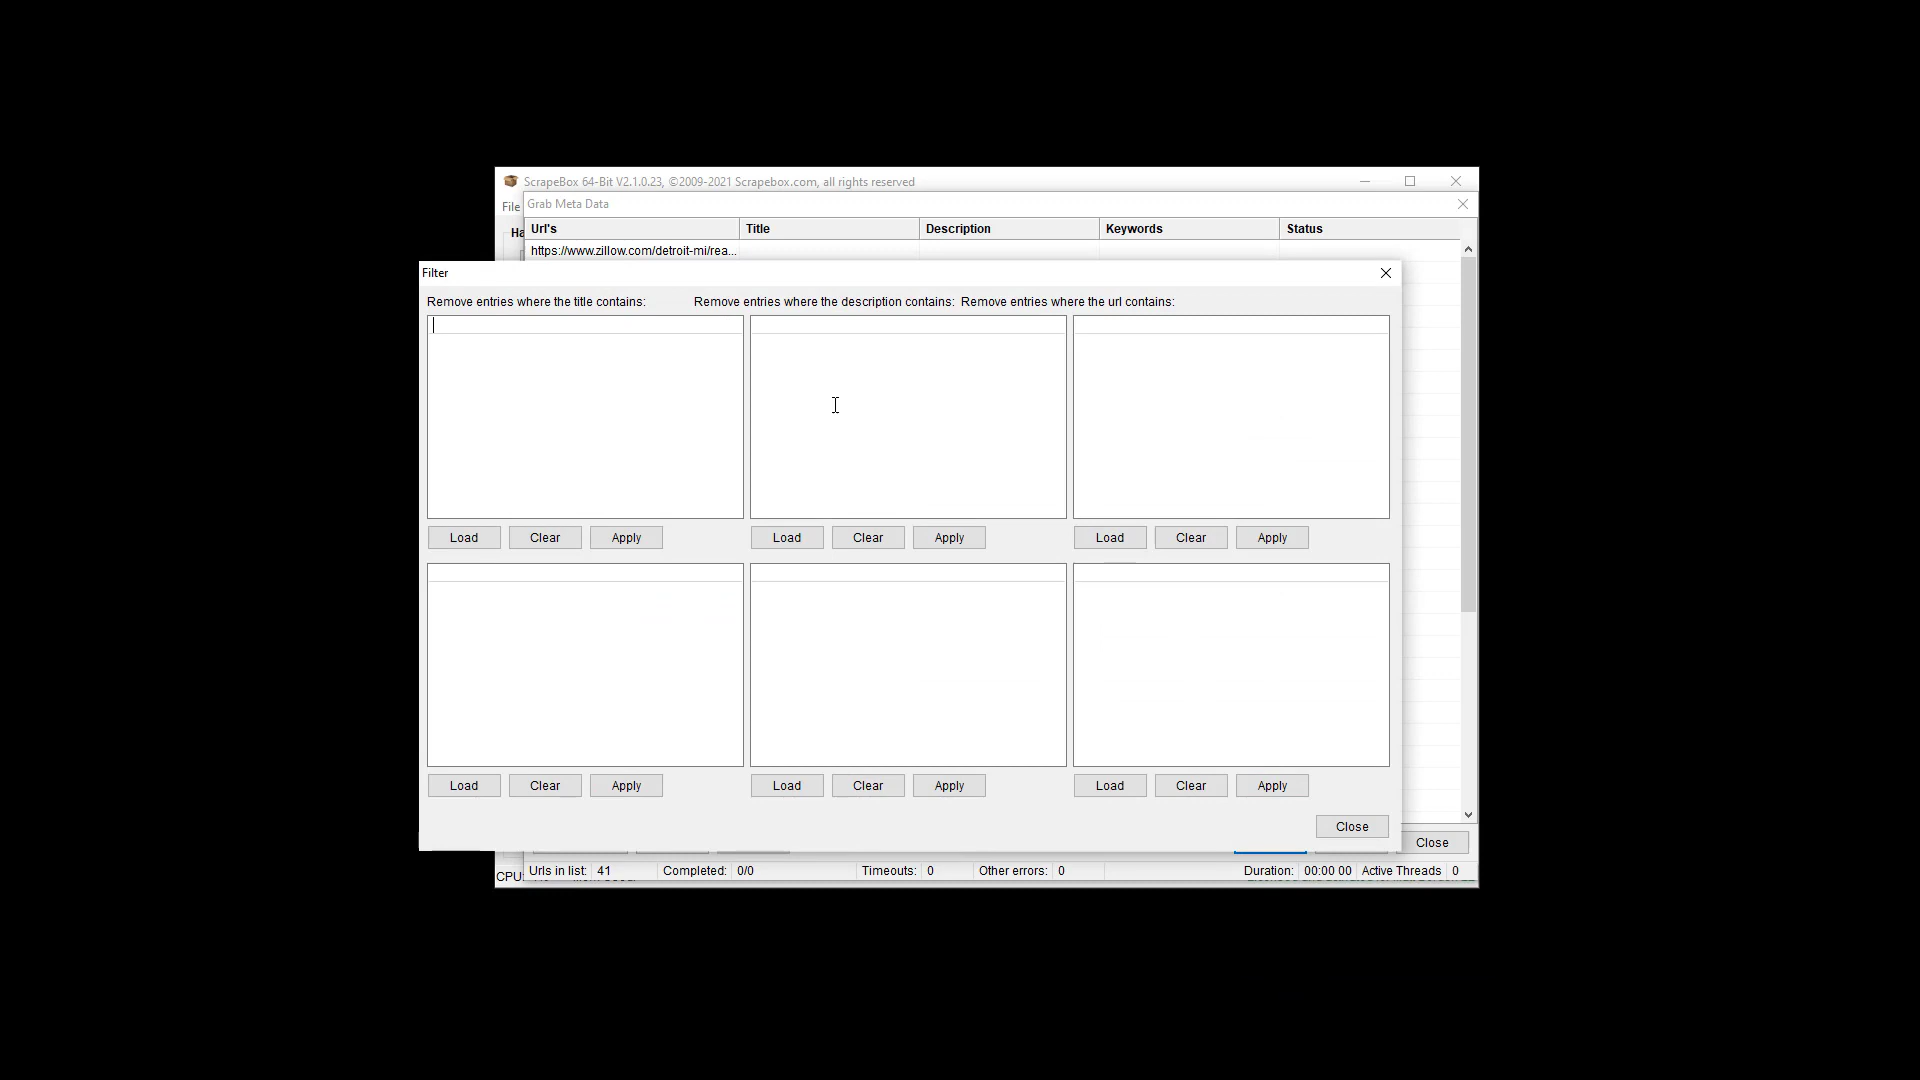 ScrapeBox 64-Bit V2.1.0.23, ©2009-2021 Scrapebox.com, all rights reserved
File
Grab Meta Data
Ha
Url's Title Description Keywords Status
https://www.zillow.com/detroit-mi/rea...
Filter
Remove entries where the title contains: Remove entries where the description contains: Remove entries where the url contains:
Load Clear Apply Load Clear Apply Load Clear Apply
Load Clear Apply Load Clear Apply Load Clear Apply
Close
Close
Urls in list: 41 Completed: 0/0 Timeouts: 0 Other errors: 0 Duration: 00:00 00 Active Threads 0
CPU: